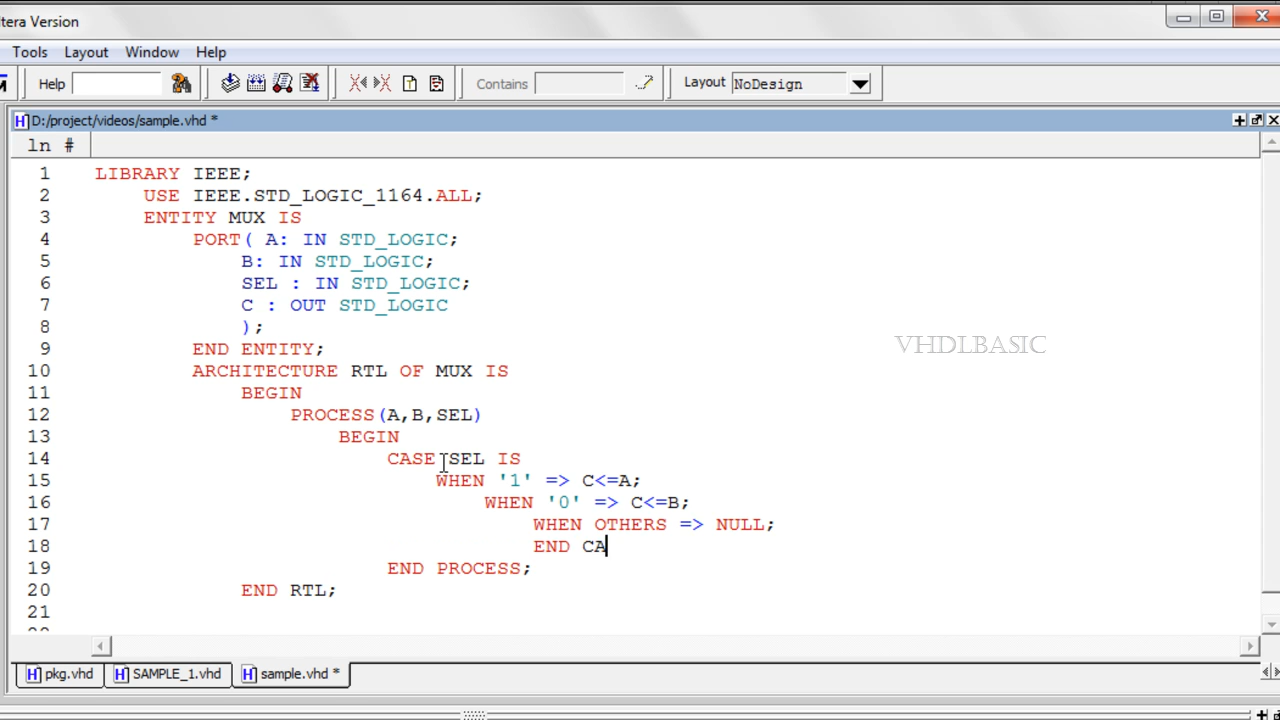 tera Version
Tools Layout Window Help
Help Contains Layout NoDesign
D:/project/videos/sample.vhd *
ln #
1 LIBRARY IEEE;
2 USE IEEE.STD_LOGIC_1164.ALL;
3 ENTITY MUX IS
4 PORT( A: IN STD_LOGIC;
5 B: IN STD_LOGIC;
6 SEL : IN STD_LOGIC;
7 C : OUT STD_LOGIC
8 );
9 END ENTITY;
VHDLBASIC
10 ARCHITECTURE RTL OF MUX IS
11 BEGIN
12 PROCESS(A,B,SEL)
13 BEGIN
14 CASE SEL IS
15 WHEN '1' => C<=A;
16 WHEN '0' => C<=B;
17 WHEN OTHERS => NULL;
18 END CA
19 END PROCESS;
20 END RTL;
21
pkg.vhd SAMPLE_1.vhd sample.vhd *